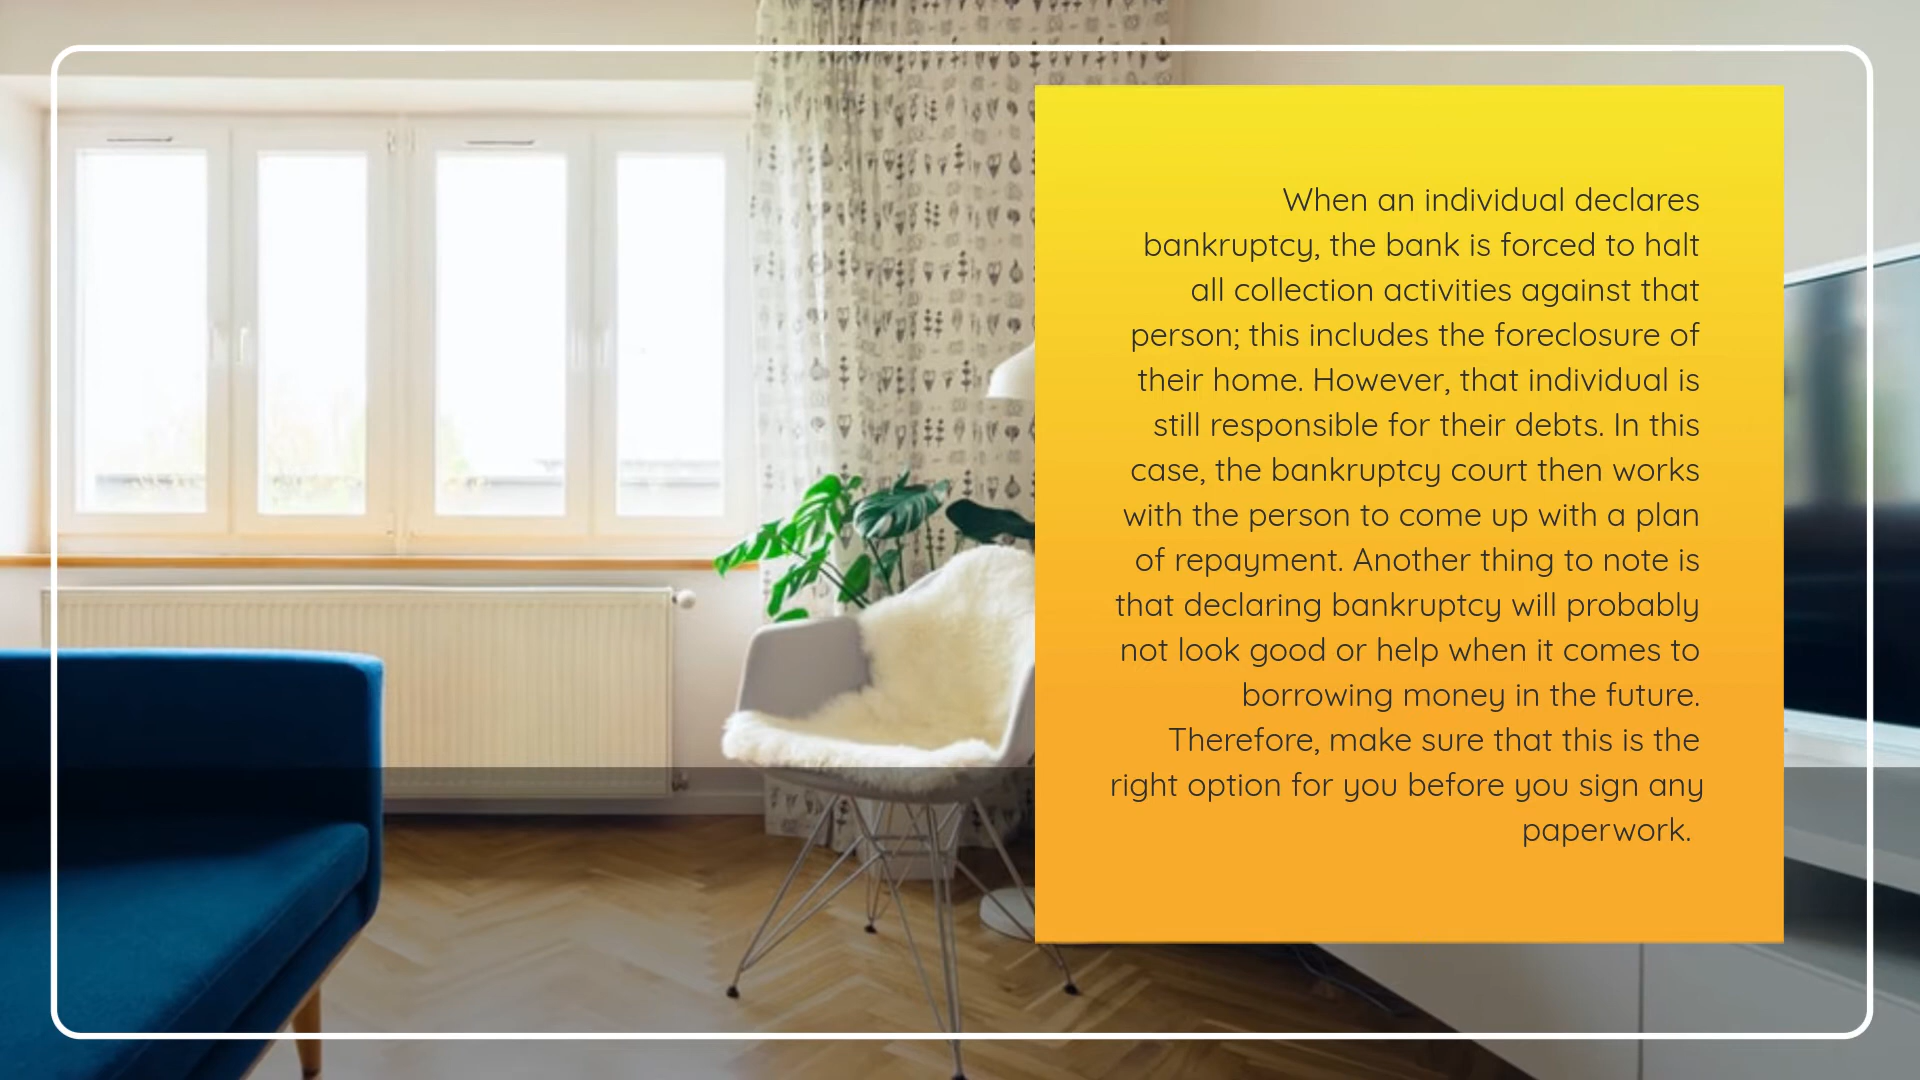 When an individual declares
bankruptcy, the bank is forced to halt
all collection activities against that
person; this includes the foreclosure of
their home. However, that individual is
still responsible for their debts. In this
case, the bankruptcy court then works
with the person to come up with a plan
of repayment. Another thing to note is
that declaring bankruptcy will probably
not look good or help when it comes to
borrowing money in the future.
Therefore, make sure that this is the
right option for you before you sign any
paperwork.